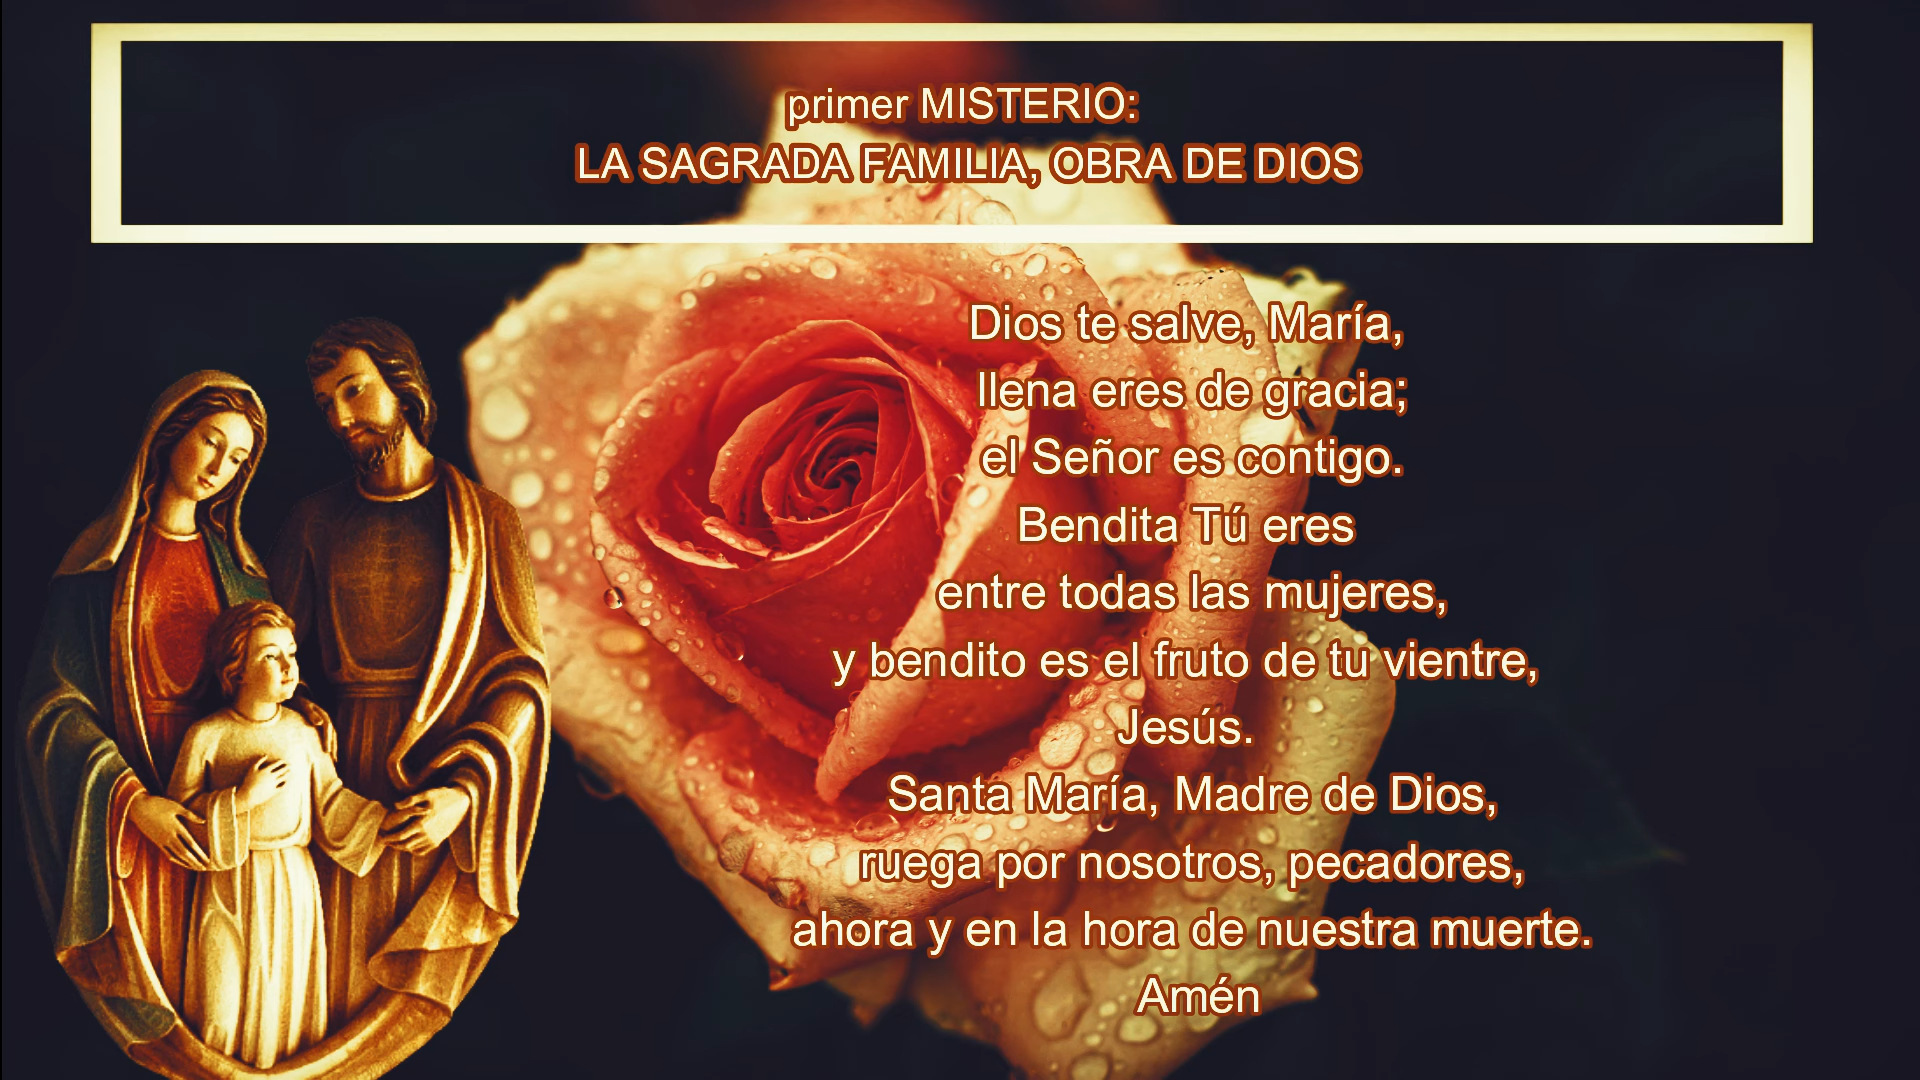 primer MISTERIO:
LA SAGRADA FAMILIA, OBRA DE DIOS
Dios te salve, María,
llena eres de gracia;
el Señor es contigo.
Bendita Tú eres
entre todas las mujeres,
y bendito es el fruto de tu vientre,
Jesús.
Santa María, Madre de Dios,
ruega por nosotros, pecadores,
ahora y en la hora de nuestra muerte.
Amén